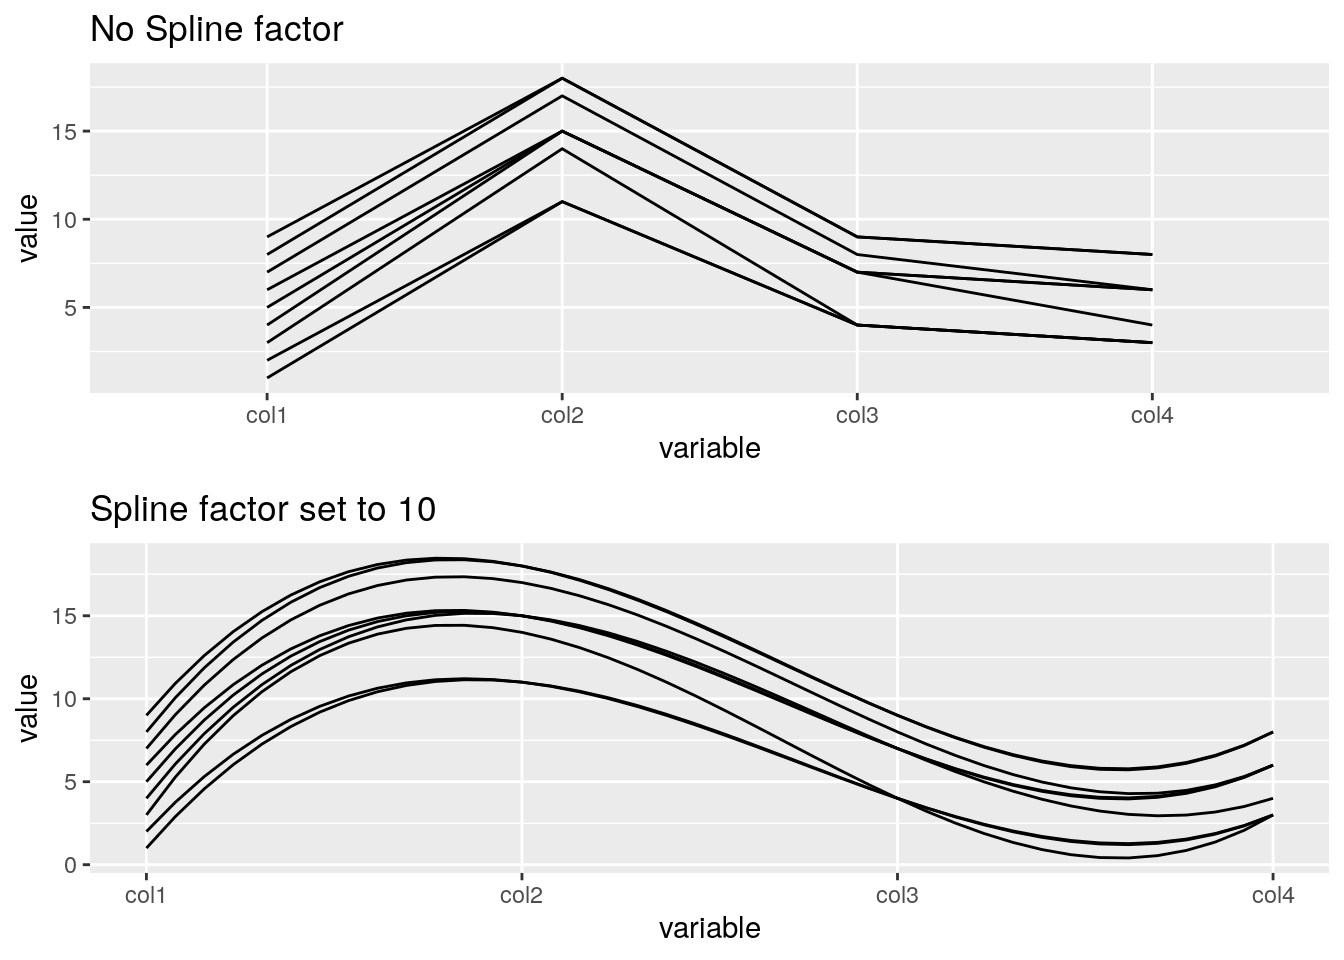 No Spline factor
15
10
5
value
col1 col2 col3 col4
variable
Spline factor set to 10
15
10
5
0
value
col1 col2 col3 col4
variable